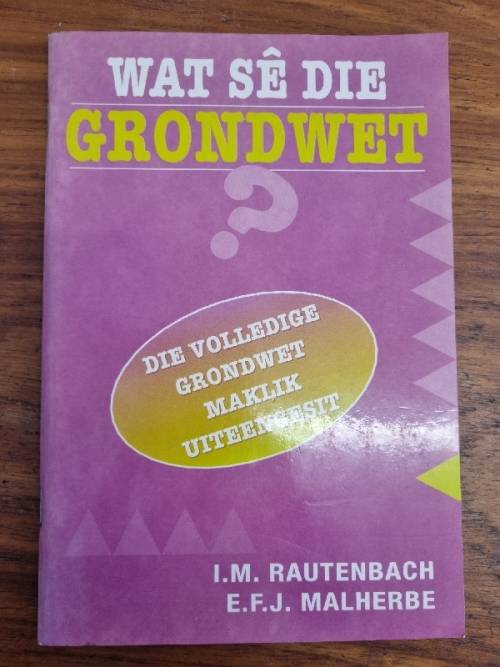 WAT SÊ DIE
GRONDWET
?
DIE VOLLEDIGE
GRONDWET
MAKLIK
UITEENGESIT
I.M. RAUTENBACH
E.F.J. MALHERBE